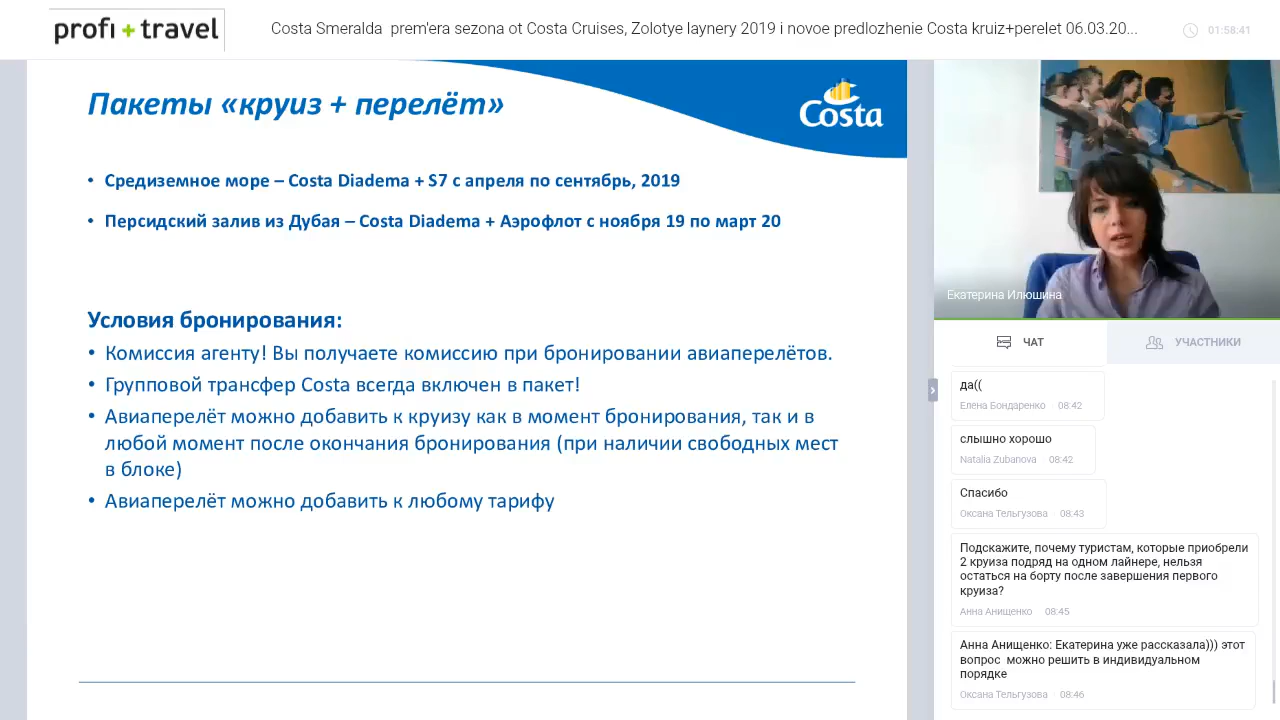 profi + travel
Costa Smeralda prem'era sezona ot Costa Cruises, Zolotye laynery 2019 i novoe predlozhenie Costa kruiz+perelet 06.03.20...
01:58:41
Пакеты «круиз + перелёт»
Costa
• Средиземное море – Costa Diadema + S7 с апреля по сентябрь, 2019
• Персидский залив из Дубая – Costa Diadema + Аэрофлот с ноября 19 по март 20
Условия бронирования:
• Комиссия агенту! Вы получаете комиссию при бронировании авиаперелётов.
• Групповой трансфер Costa всегда включен в пакет!
• Авиаперелёт можно добавить к круизу как в момент бронирования, так и в
любой момент после окончания бронирования (при наличии свободных мест
в блоке)
• Авиаперелёт можно добавить к любому тарифу
Екатерина Илюшина
ЧАТ
УЧАСТНИКИ
да((
Елена Бондаренко 08:42
слышно хорошо
Natalia Zubanova 08:42
Спасибо
Оксана Тельгузова 08:43
Подскажите, почему туристам, которые приобрели
2 круиза подряд на одном лайнере, нельзя
остаться на борту после завершения первого
круиза?
Анна Анищенко 08:45
Анна Анищенко: Екатерина уже рассказала))) этот
вопрос можно решить в индивидуальном
порядке
Оксана Тельгузова 08:46